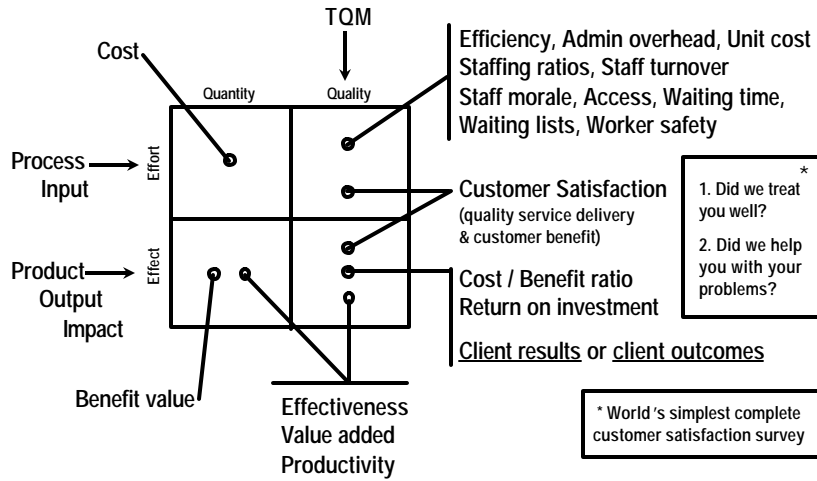 TQM
Cost
Efficiency, Admin overhead, Unit cost
Staffing ratios, Staff turnover
Staff morale, Access, Waiting time,
Waiting lists, Worker safety
Quantity
Quality
Process
Input
Effort
Customer Satisfaction
(quality service delivery
& customer benefit)
*
1. Did we treat
you well?
2. Did we help
you with your
problems?
Product
Output
Impact
Effect
Cost / Benefit ratio
Return on investment
Client results or client outcomes
Benefit value
Effectiveness
Value added
Productivity
* World's simplest complete
customer satisfaction survey